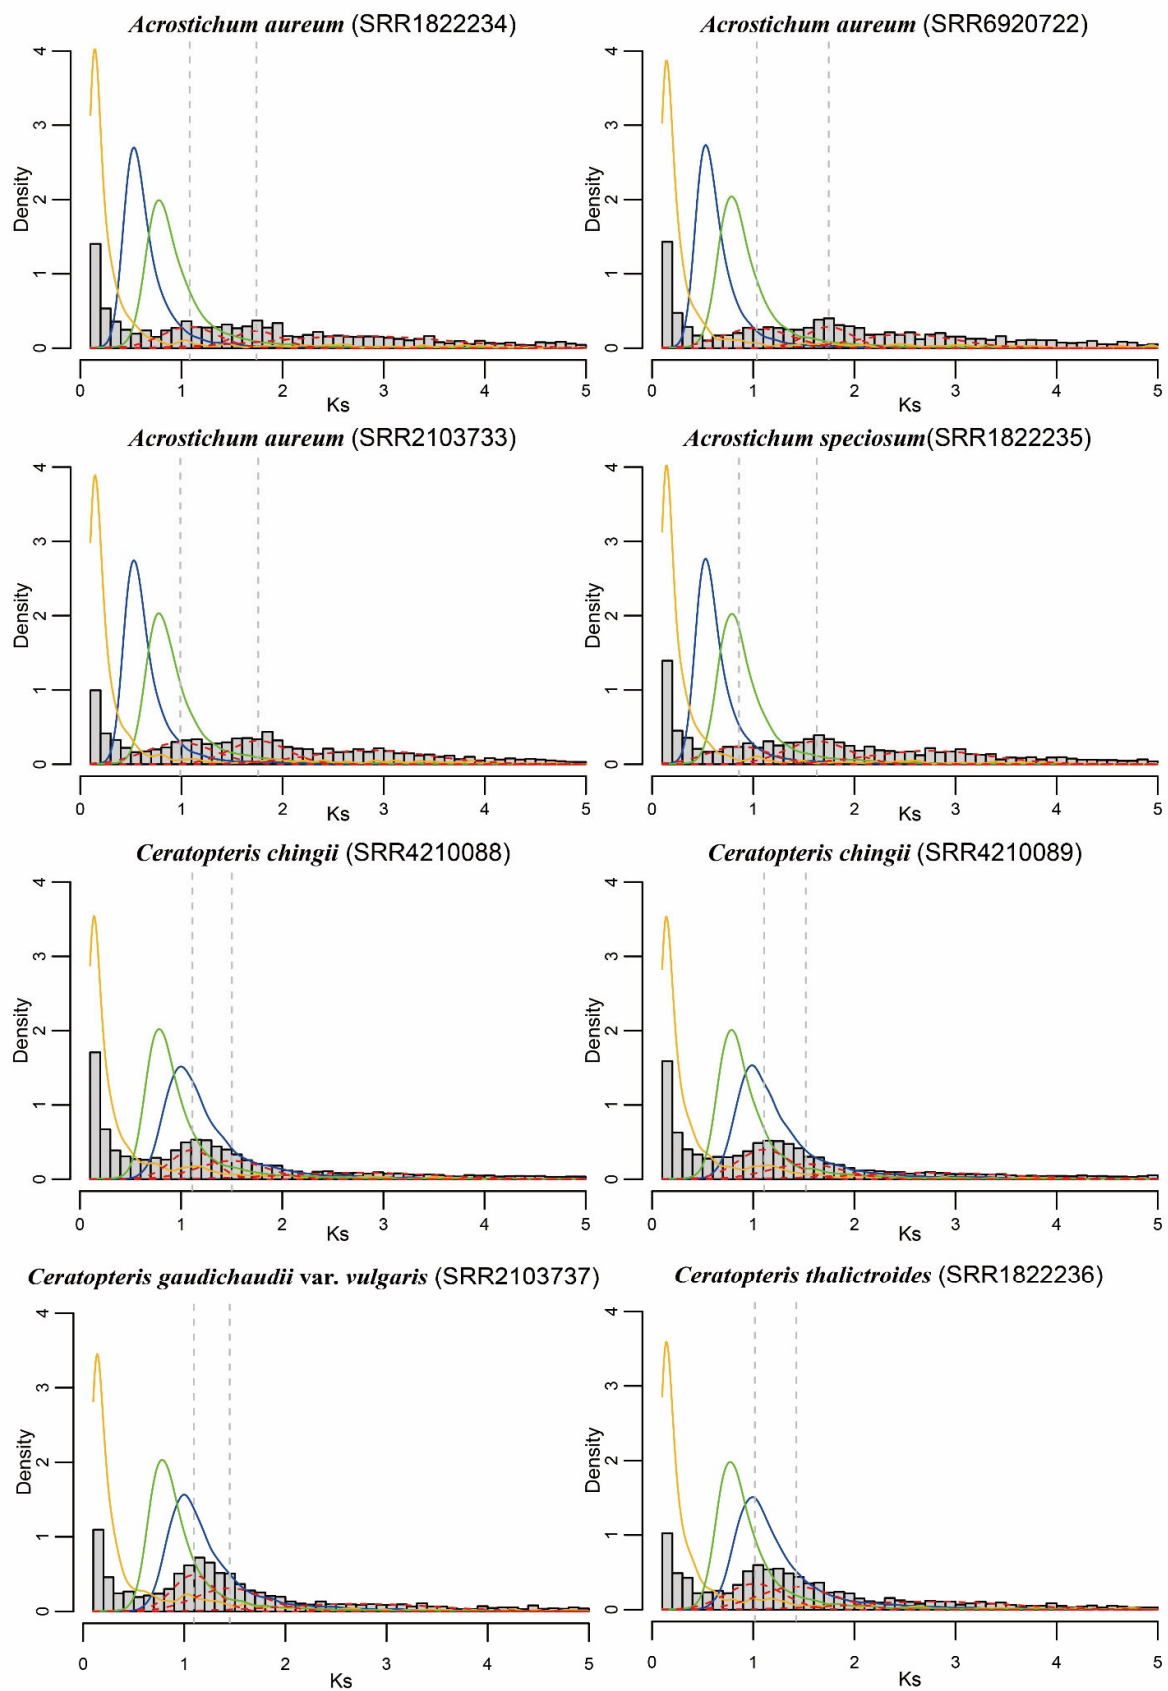 Acrostichum aureum (SRR1822234)
4
3
2
1
0
Density
0 1 2 3 4 5
Ks
Acrostichum aureum (SRR6920722)
4
3
2
1
0
Density
0 1 2 3 4 5
Ks
Acrostichum aureum (SRR2103733)
4
3
2
1
0
Density
0 1 2 3 4 5
Ks
Acrostichum speciosum(SRR1822235)
4
3
2
1
0
Density
0 1 2 3 4 5
Ks
Ceratopteris chingii (SRR4210088)
4
3
2
1
0
Density
0 1 2 3 4 5
Ks
Ceratopteris chingii (SRR4210089)
4
3
2
1
0
Density
0 1 2 3 4 5
Ks
Ceratopteris gaudichaudii var. vulgaris (SRR2103737)
4
3
2
1
0
Density
0 1 2 3 4 5
Ks
Ceratopteris thalictroides (SRR1822236)
4
3
2
1
0
Density
0 1 2 3 4 5
Ks